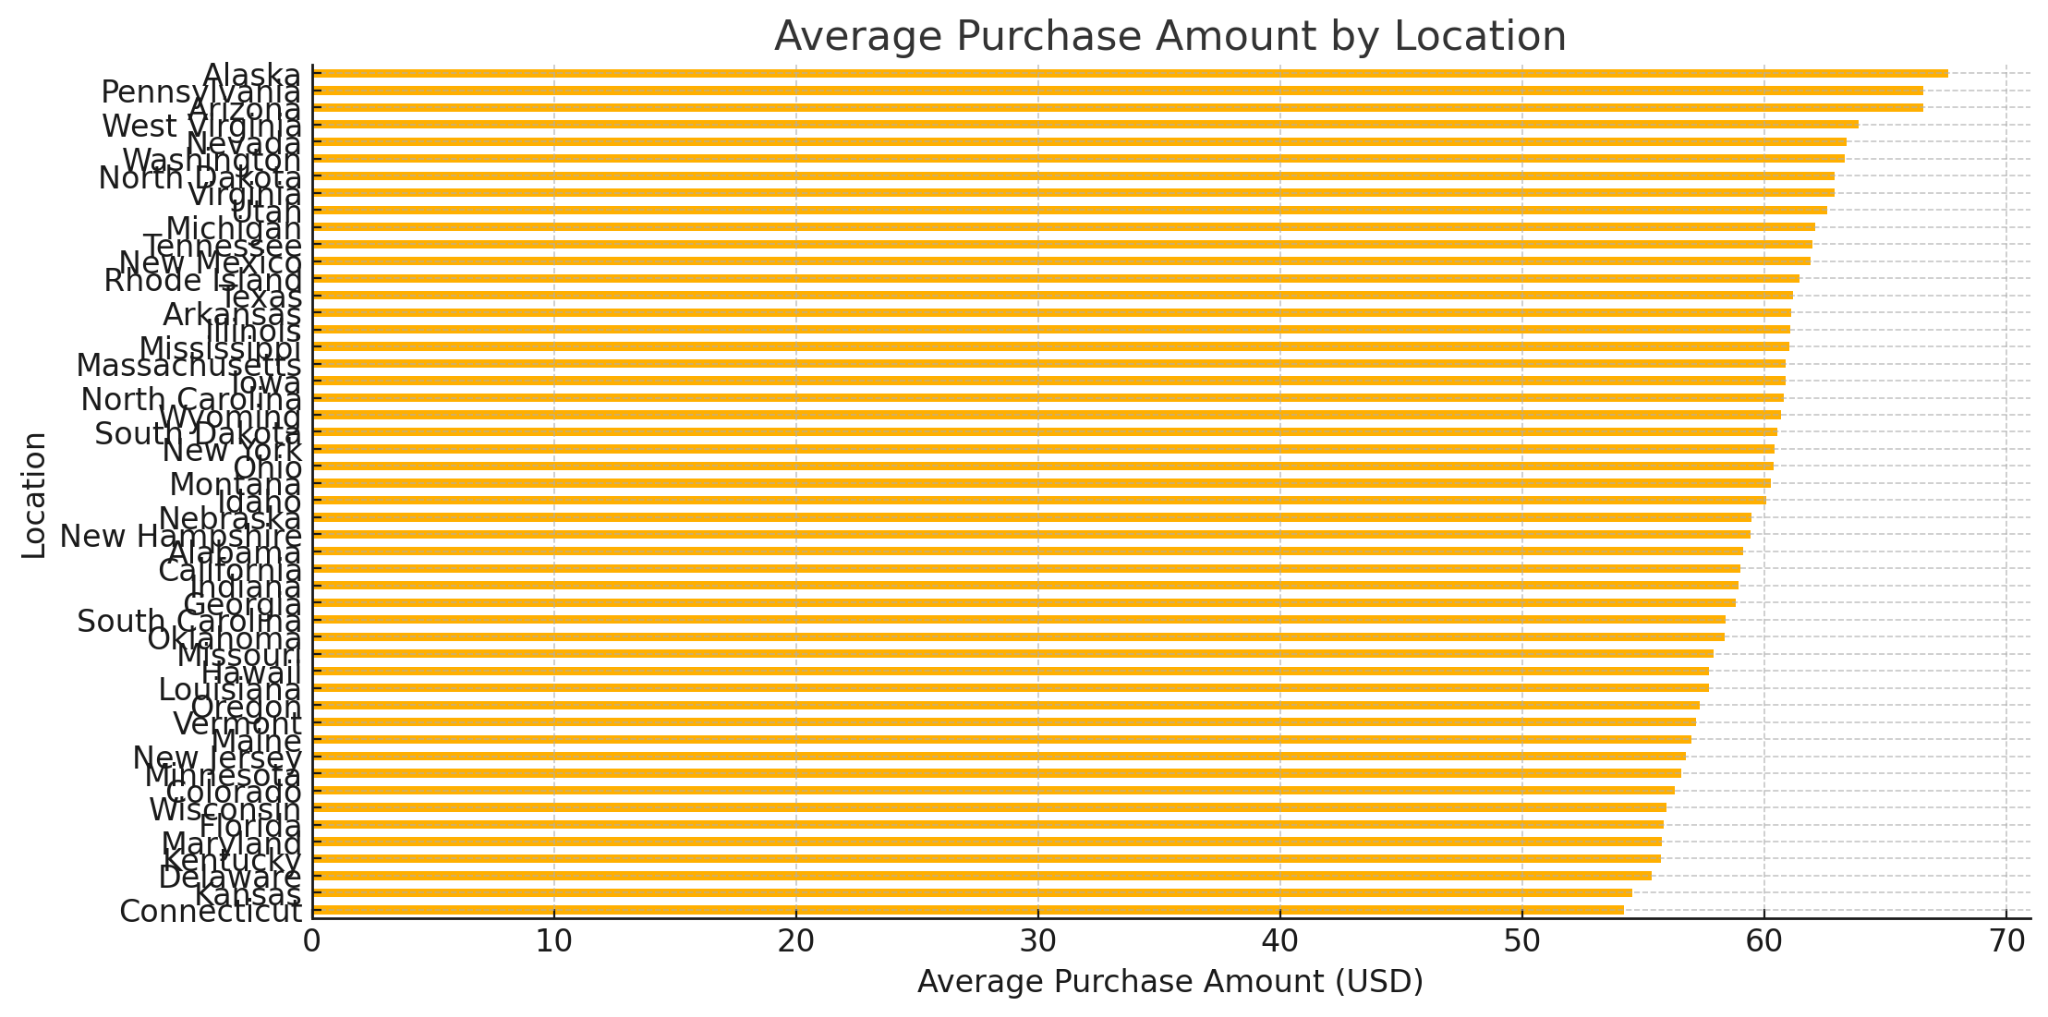 Average Purchase Amount by Location
Alaska
Pennsylvania
Arizona
West Virginia
Nevada
Washington
North Dakota
Virginia
Utah
Michigan
Tennessee
New Mexico
Rhode Island
Texas
Arkansas
Illinois
Mississippi
Massachusetts
Iowa
North Carolina
Wyoming
South Dakota
New York
Ohio
Montana
Idaho
Nebraska
New Hampshire
Alabama
California
Indiana
Georgia
South Carolina
Oklahoma
Missouri
Hawaii
Louisiana
Oregon
Vermont
Maine
New Jersey
Minnesota
Colorado
Wisconsin
Florida
Maryland
Kentucky
Delaware
Kansas
Connecticut
Location
0 10 20 30 40 50 60 70
Average Purchase Amount (USD)